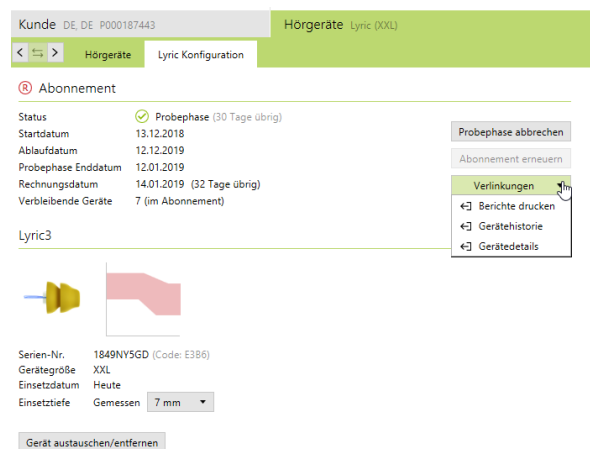 Kunde DE, DE P000187443 Hörgeräte Lyric (XXL)
Hörgeräte Lyric Konfiguration
® Abonnement
Status Probephase (30 Tage übrig)
Startdatum 13.12.2018 Probephase abbrechen
Ablaufdatum 12.12.2019
Probephase Enddatum 12.01.2019 Abonnement erneuern
Rechnungsdatum 14.01.2019 (32 Tage übrig) Verlinkungen
Verbleibende Geräte 7 (im Abonnement)
Berichte drucken
Gerätehistorie
Gerätedetails
Lyric3
Serien-Nr. 1849NY5GD (Code: E3B6)
Gerätegröße XXL
Einsetzdatum Heute
Einsetztiefe Gemessen 7 mm
Gerät austauschen/entfernen